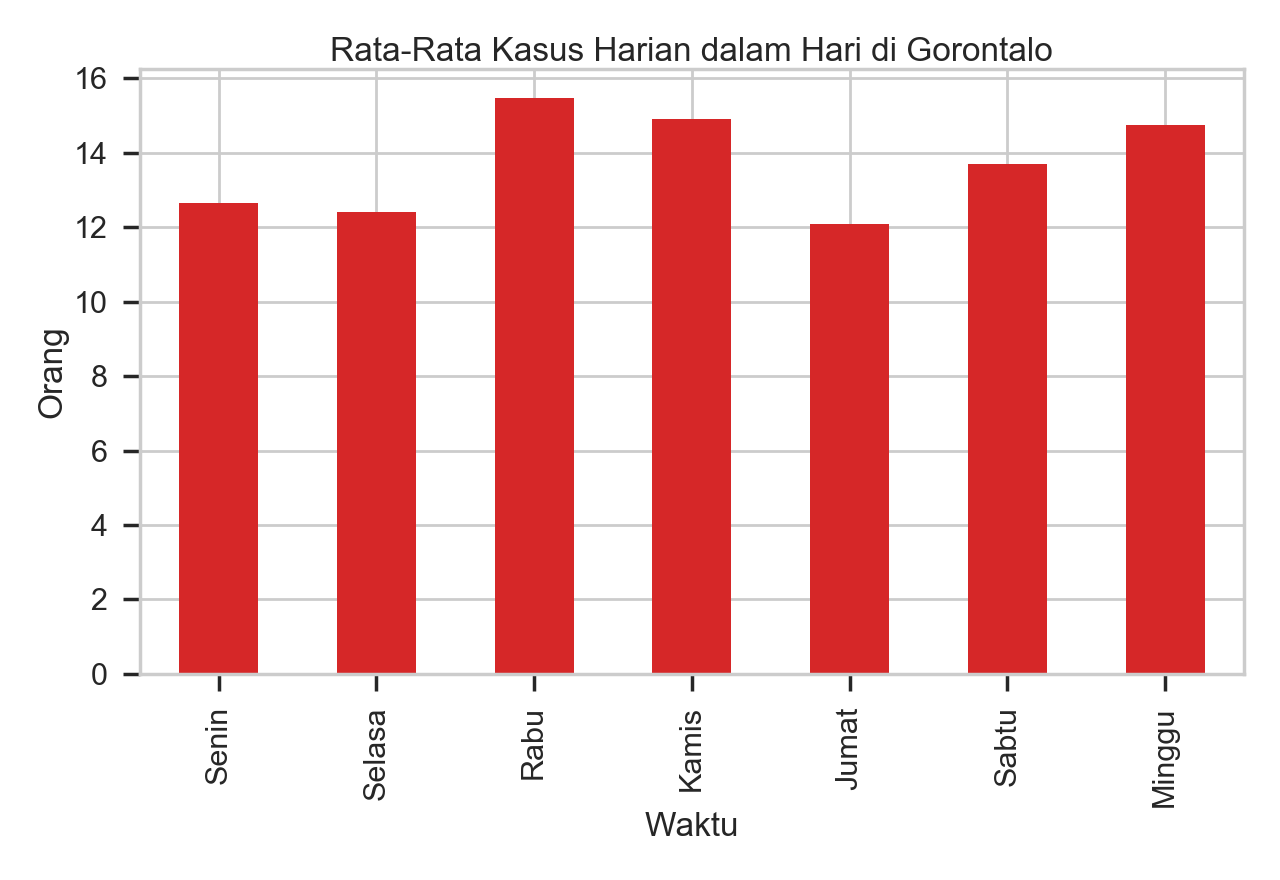 Rata-Rata Kasus Harian dalam Hari di Gorontalo
16
14
12
10
8
6
4
2
0
Orang
Senin
Selasa
Rabu
Kamis
Jumat
Sabtu
Minggu
Waktu